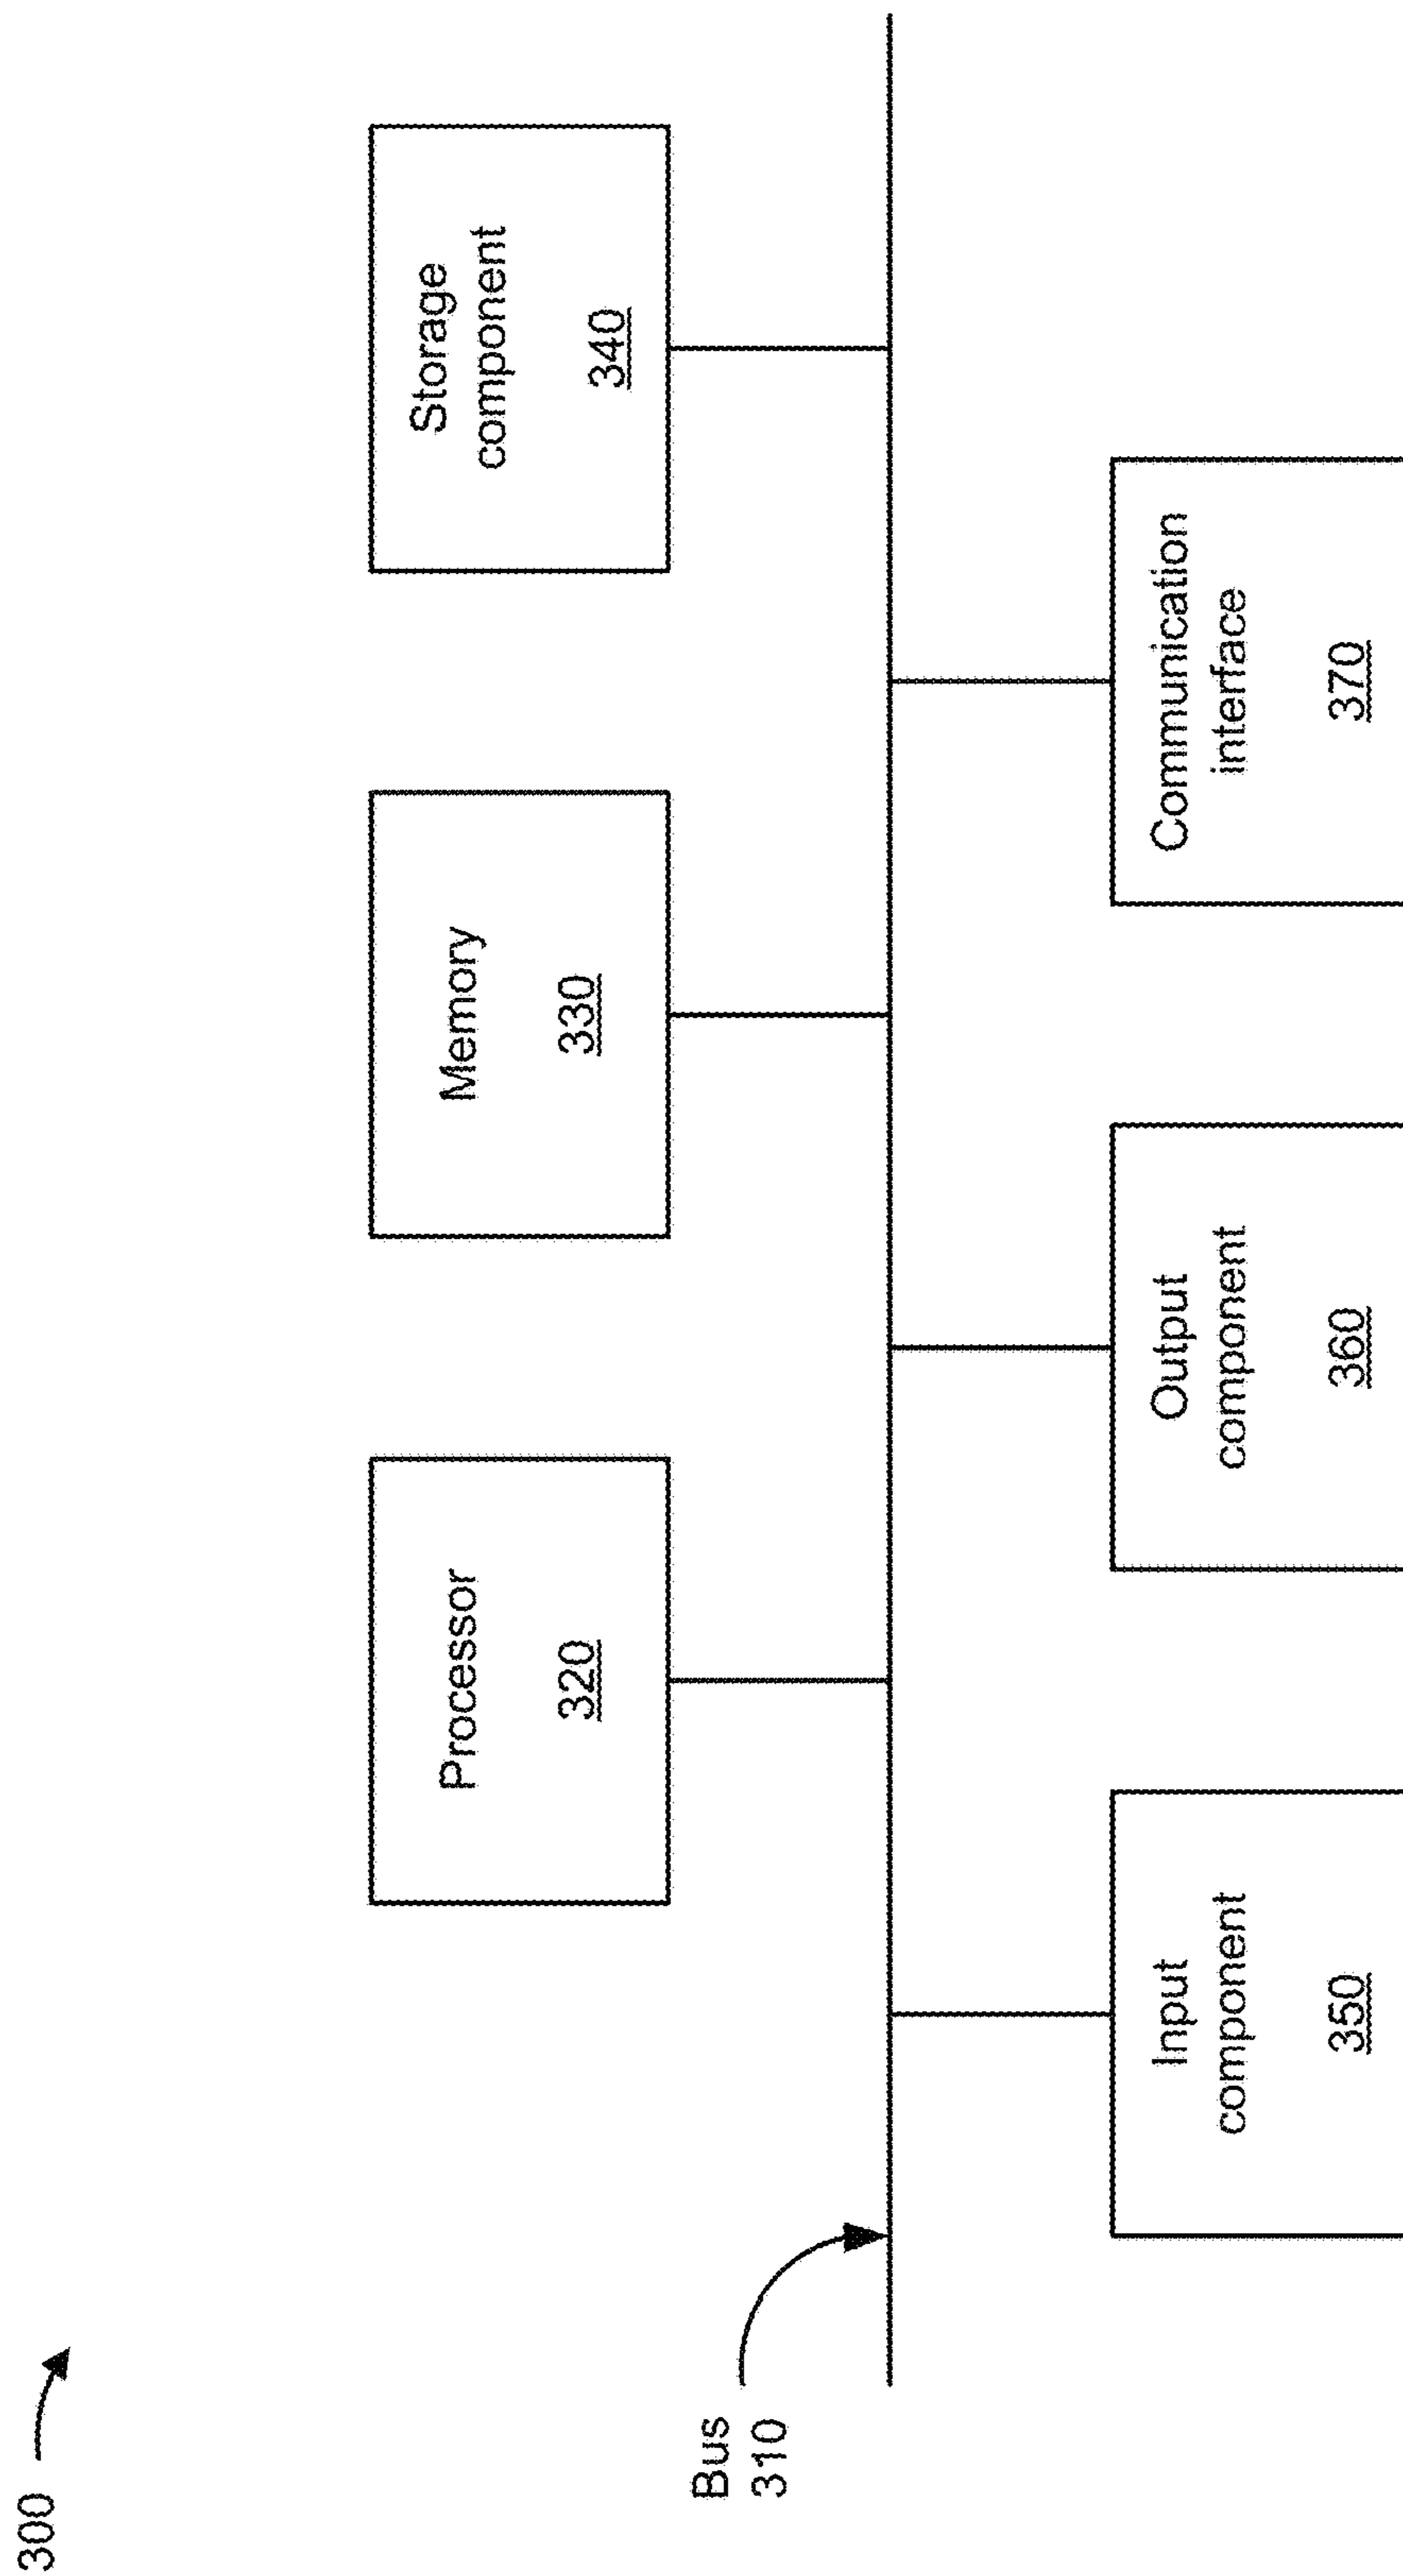 300
Processor
320
Memory
330
Storage
component
340
Bus
310
Input
component
350
Output
component
360
Communication
interface
370